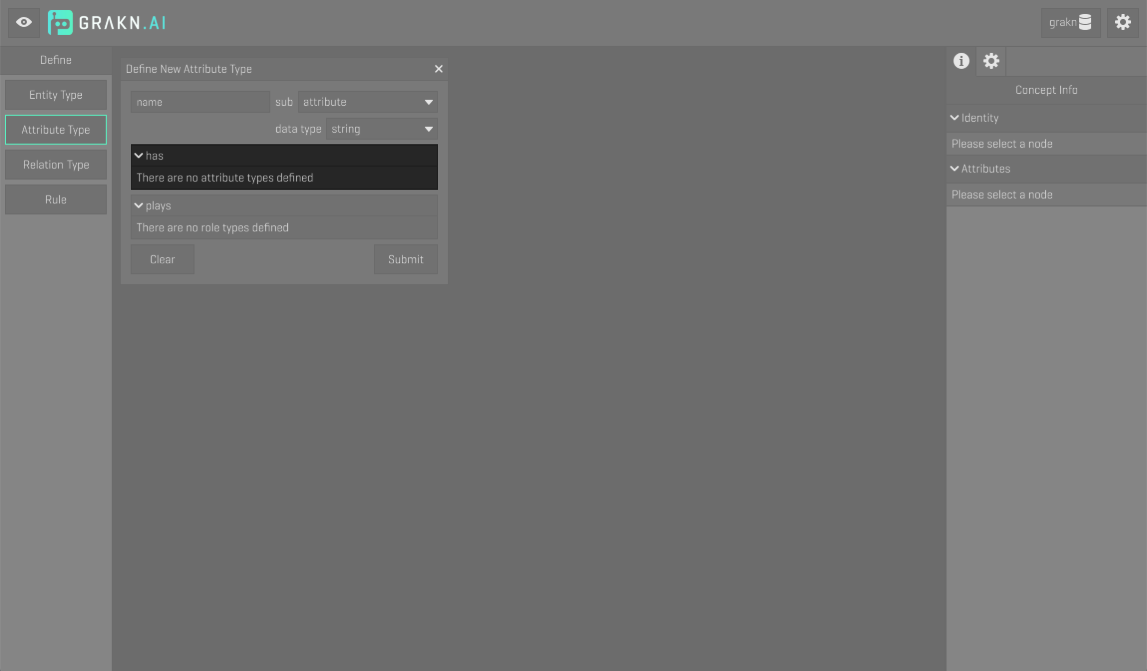 GRAKN.AI
grakn
Define
Entity Type
Attribute Type
Relation Type
Rule
Define New Attribute Type
name sub attribute
data type string
has
There are no attribute types defined
plays
There are no role types defined
Clear Submit
Concept Info
Identity
Please select a node
Attributes
Please select a node